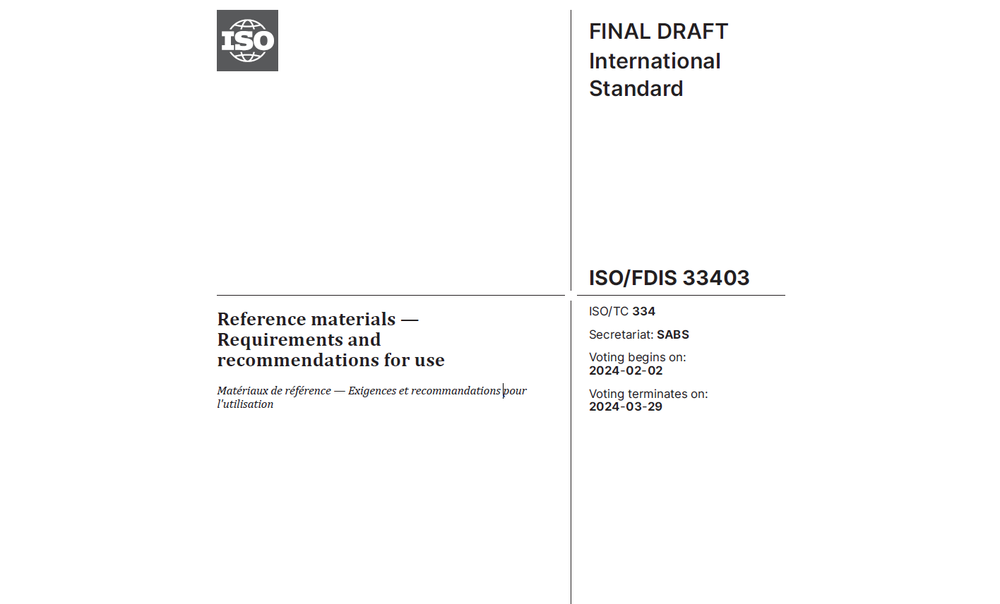 ISO
FINAL DRAFT
International
Standard
ISO/FDIS 33403
Reference materials —
Requirements and
recommendations for use
Matériaux de référence — Exigences et recommandations pour
l'utilisation
ISO/TC 334
Secretariat: SABS
Voting begins on:
2024-02-02
Voting terminates on:
2024-03-29